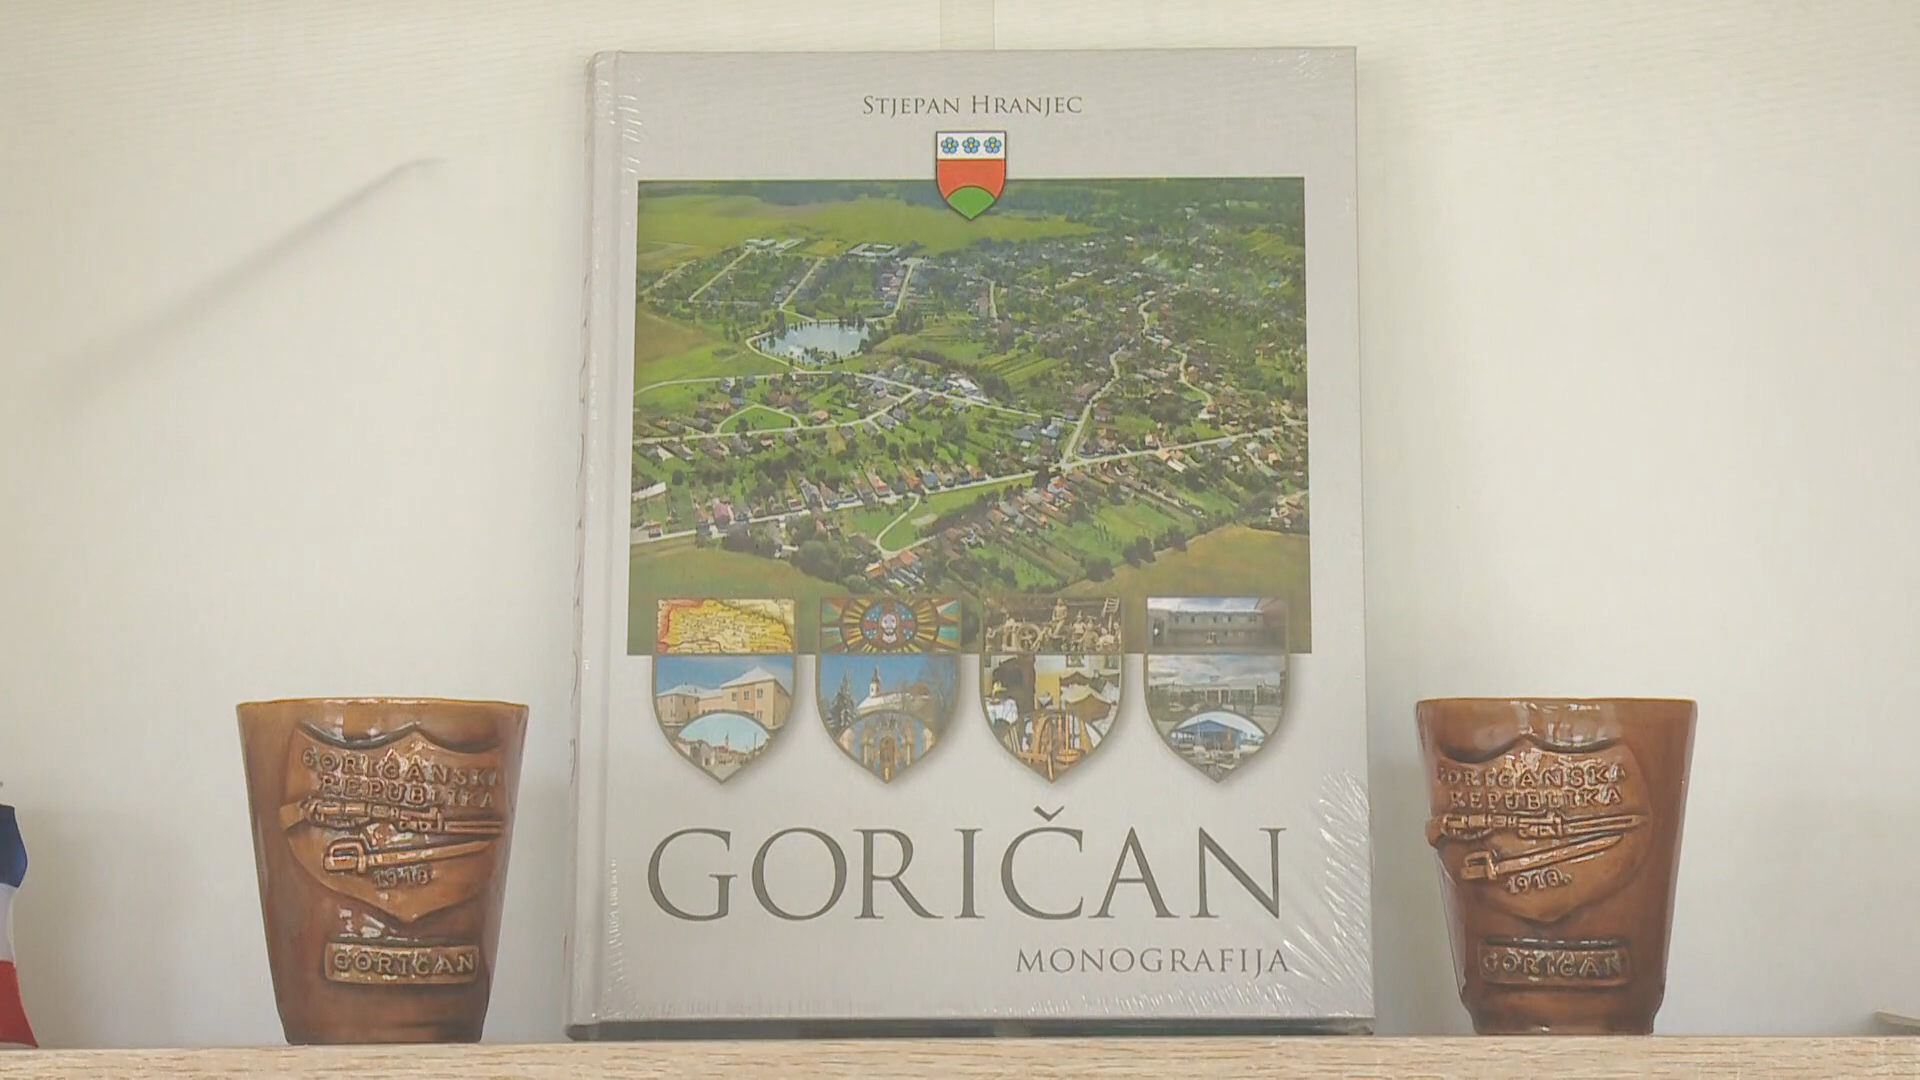 STJEPAN HRANJEC
GORIČAN
MONOGRAFIJA
GORIČANSKA
REPUBLIKA
1918
GORIČAN
GORIČANSKA
REPUBLIKA
1918.
GORIČAN